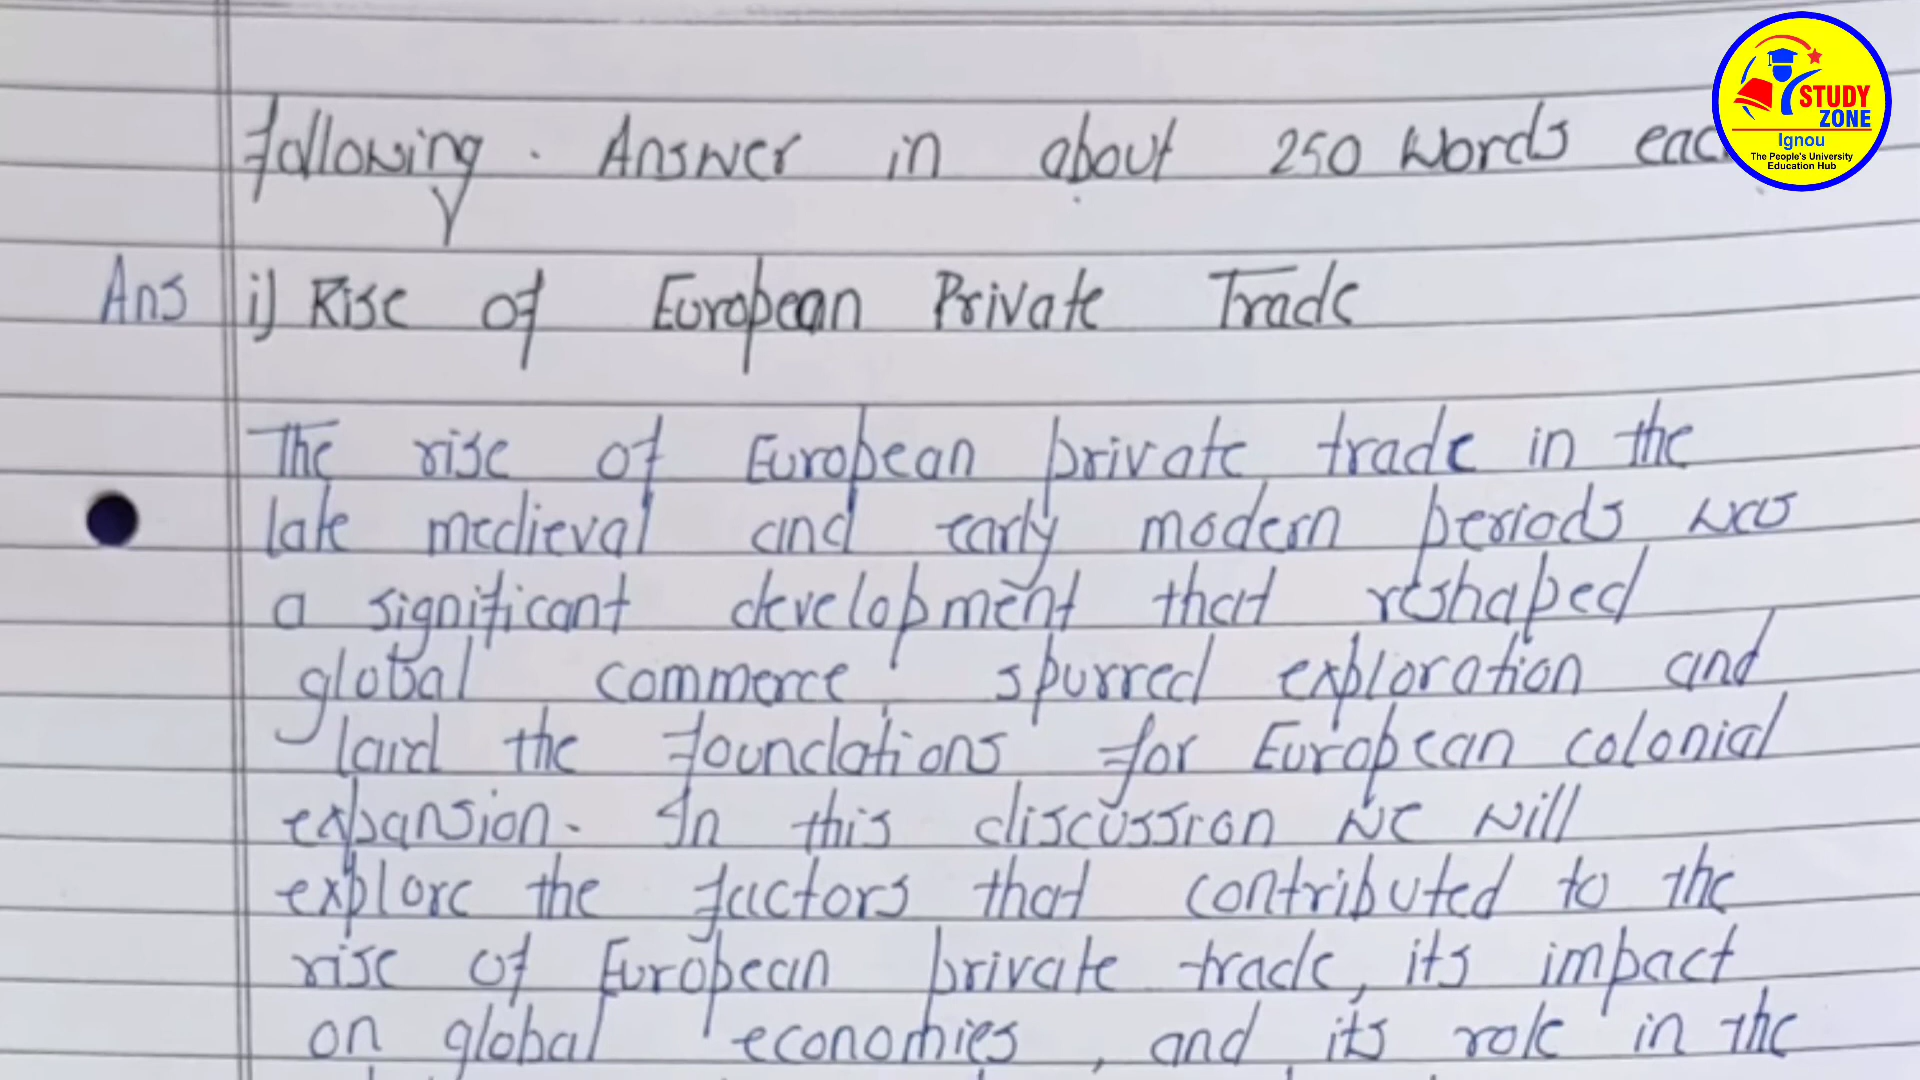 following. Answer in about 250 words eac
Ans i) Rise of European Private Trade
The rise of European private trade in the
late medieval and early modern periods was
a significant development that reshaped
global commerce, spurred exploration and
laid the foundations for European colonial
expansion. In this discussion we will
explore the factors that contributed to the
rise of European private trade, its impact
on global economies, and its role in the
STUDY
ZONE
Ignou
The People's University
Education Hub